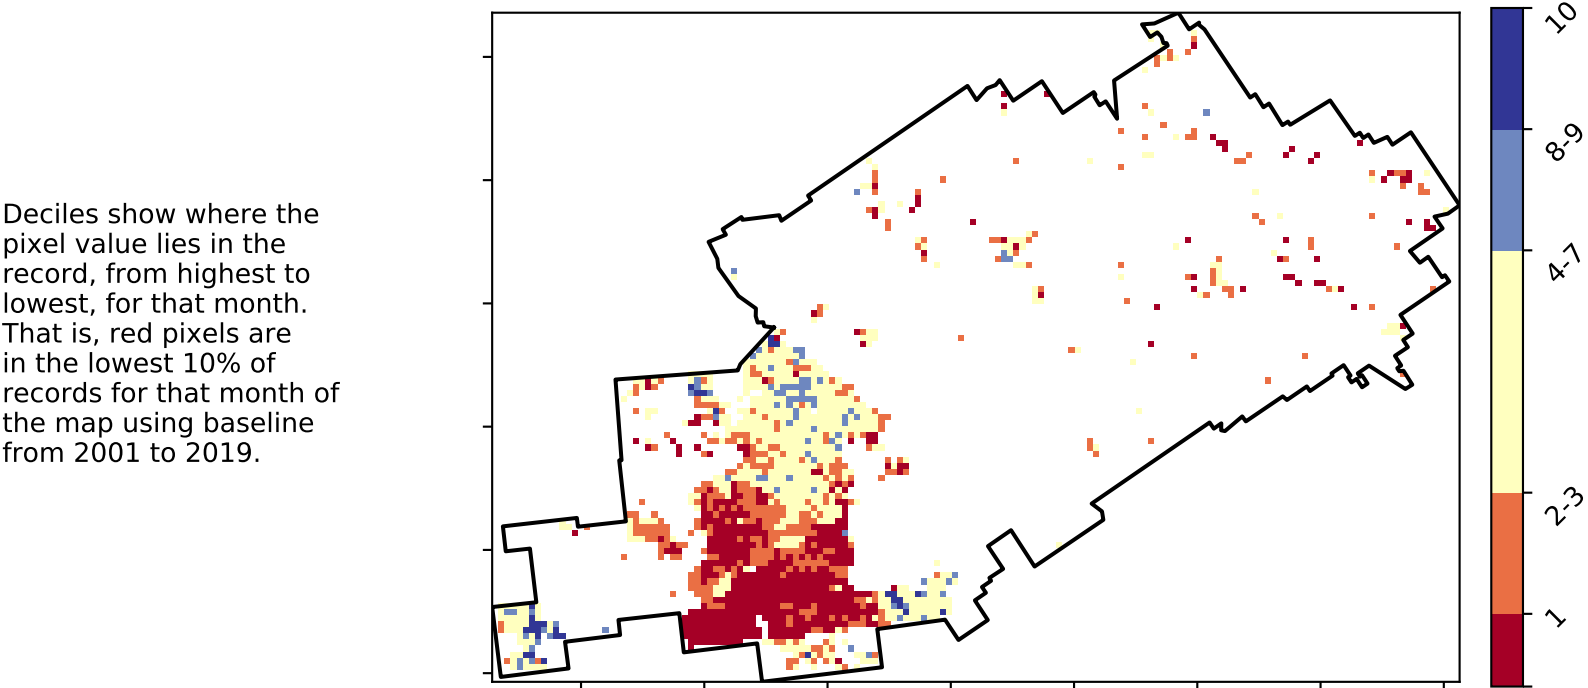 Deciles show where the
pixel value lies in the
record, from highest to
lowest, for that month.
That is, red pixels are
in the lowest 10% of
records for that month of
the map using baseline
from 2001 to 2019.
10
8-9
4-7
2-3
1